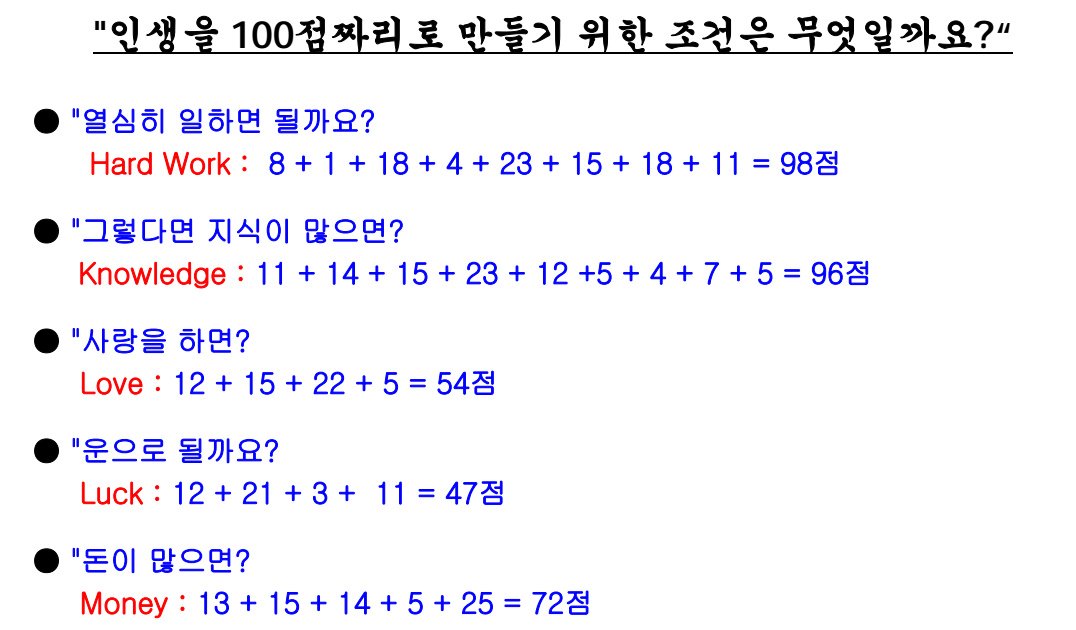 "인생을 100점짜리로 만들기 위한 조건은 무엇일까요?“
● "열심히 일하면 될까요?
Hard Work : 8 + 1 + 18 + 4 + 23 + 15 + 18 + 11 = 98점
● "그렇다면 지식이 많으면?
Knowledge : 11 + 14 + 15 + 23 + 12 +5 + 4 + 7 + 5 = 96점
● "사랑을 하면?
Love : 12 + 15 + 22 + 5 = 54점
● "운으로 될까요?
Luck : 12 + 21 + 3 + 11 = 47점
● "돈이 많으면?
Money : 13 + 15 + 14 + 5 + 25 = 72점